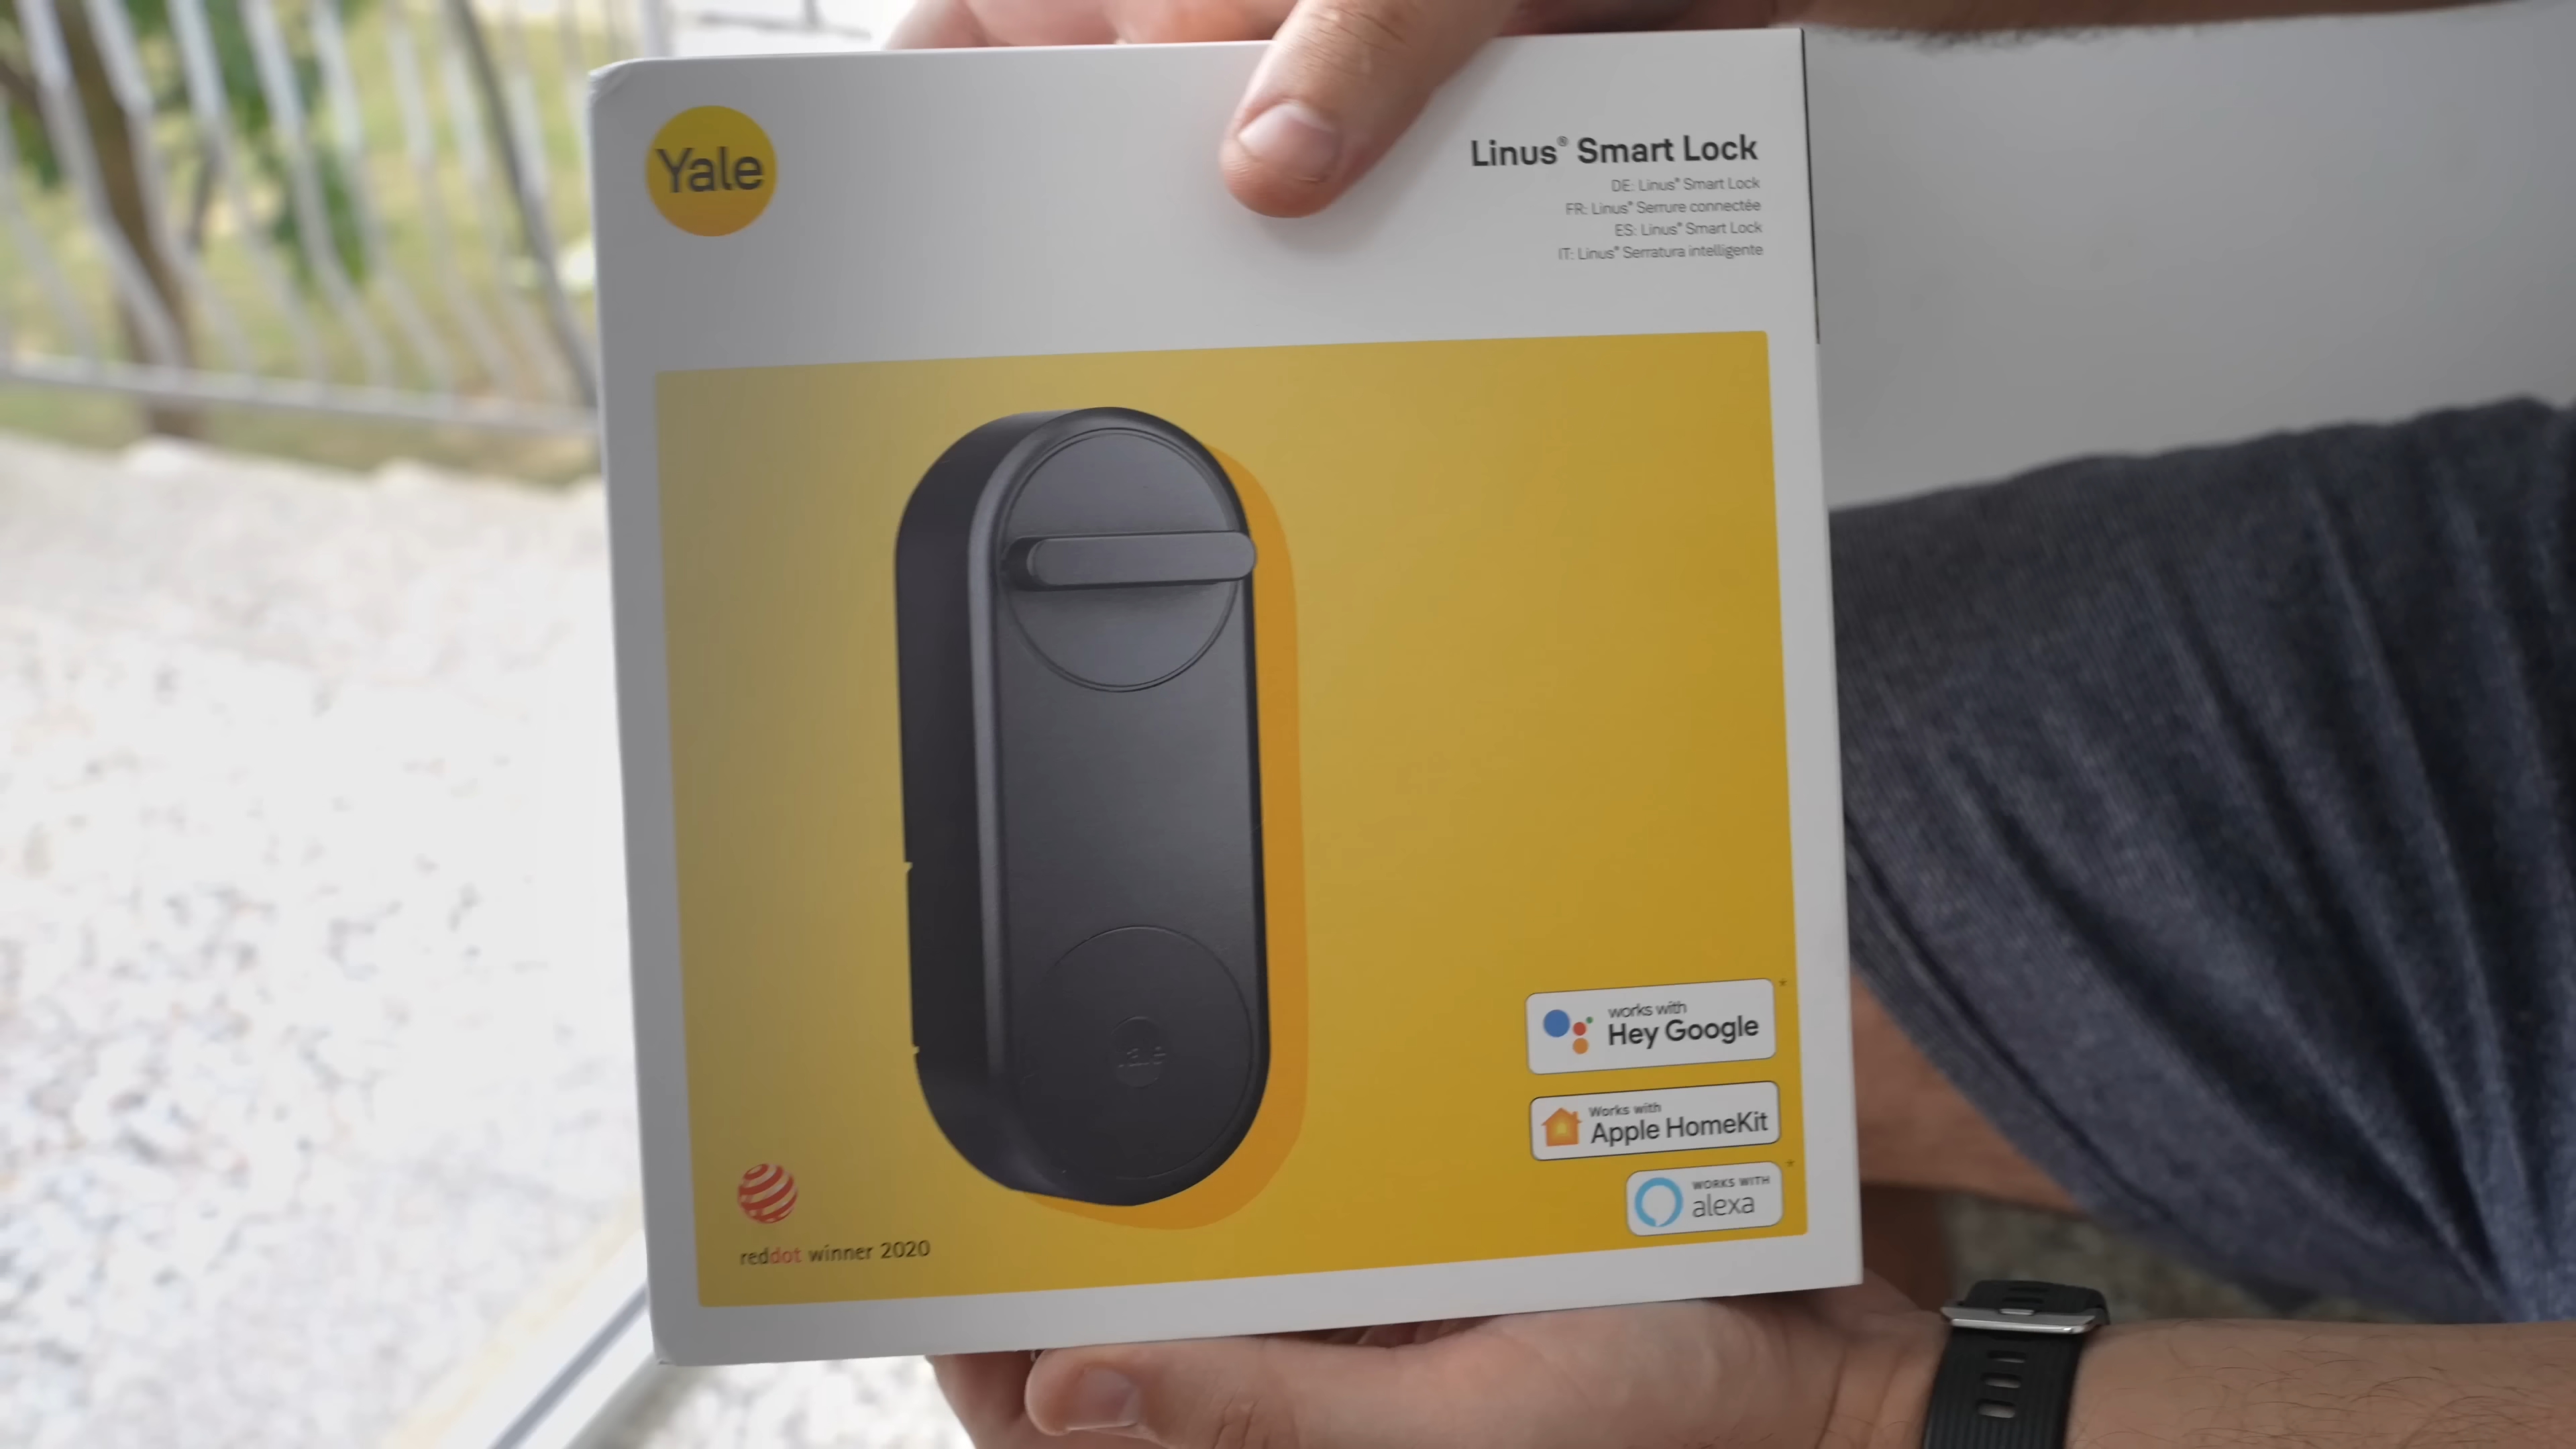 Yale
Linus® Smart Lock
DE: Linus® Smart Lock
FR: Linus® Serrure connectée
ES: Linus® Smart Lock
IT: Linus® Serratura intelligente
Yale
works with *
Hey Google
Works with
Apple HomeKit
WORKS WITH *
alexa
reddot winner 2020